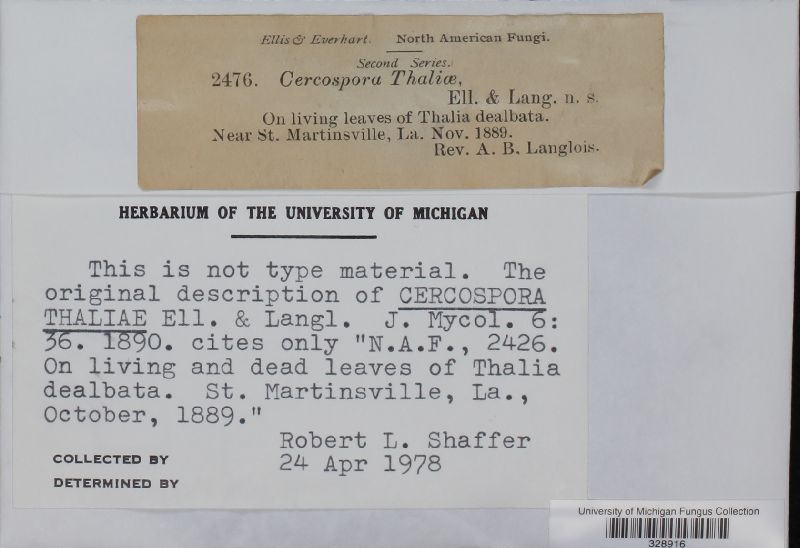 Ellis & Everhart. North American Fungi.
Second Series.
2476. Cercospora Thaliæ,
Ell. & Lang. n. s.
On living leaves of Thalia dealbata.
Near St. Martinsville, La. Nov. 1889.
Rev. A. B. Langlois.
HERBARIUM OF THE UNIVERSITY OF MICHIGAN
This is not type material. The
original description of CERCOSPORA
THALIAE Ell. & Langl. J. Mycol. 6:
36. 1890. cites only "N.A.F., 2426.
On living and dead leaves of Thalia
dealbata. St. Martinsville, La.,
October, 1889."
Robert L. Shaffer
COLLECTED BY 24 Apr 1978
DETERMINED BY
University of Michigan Fungus Collection
328916